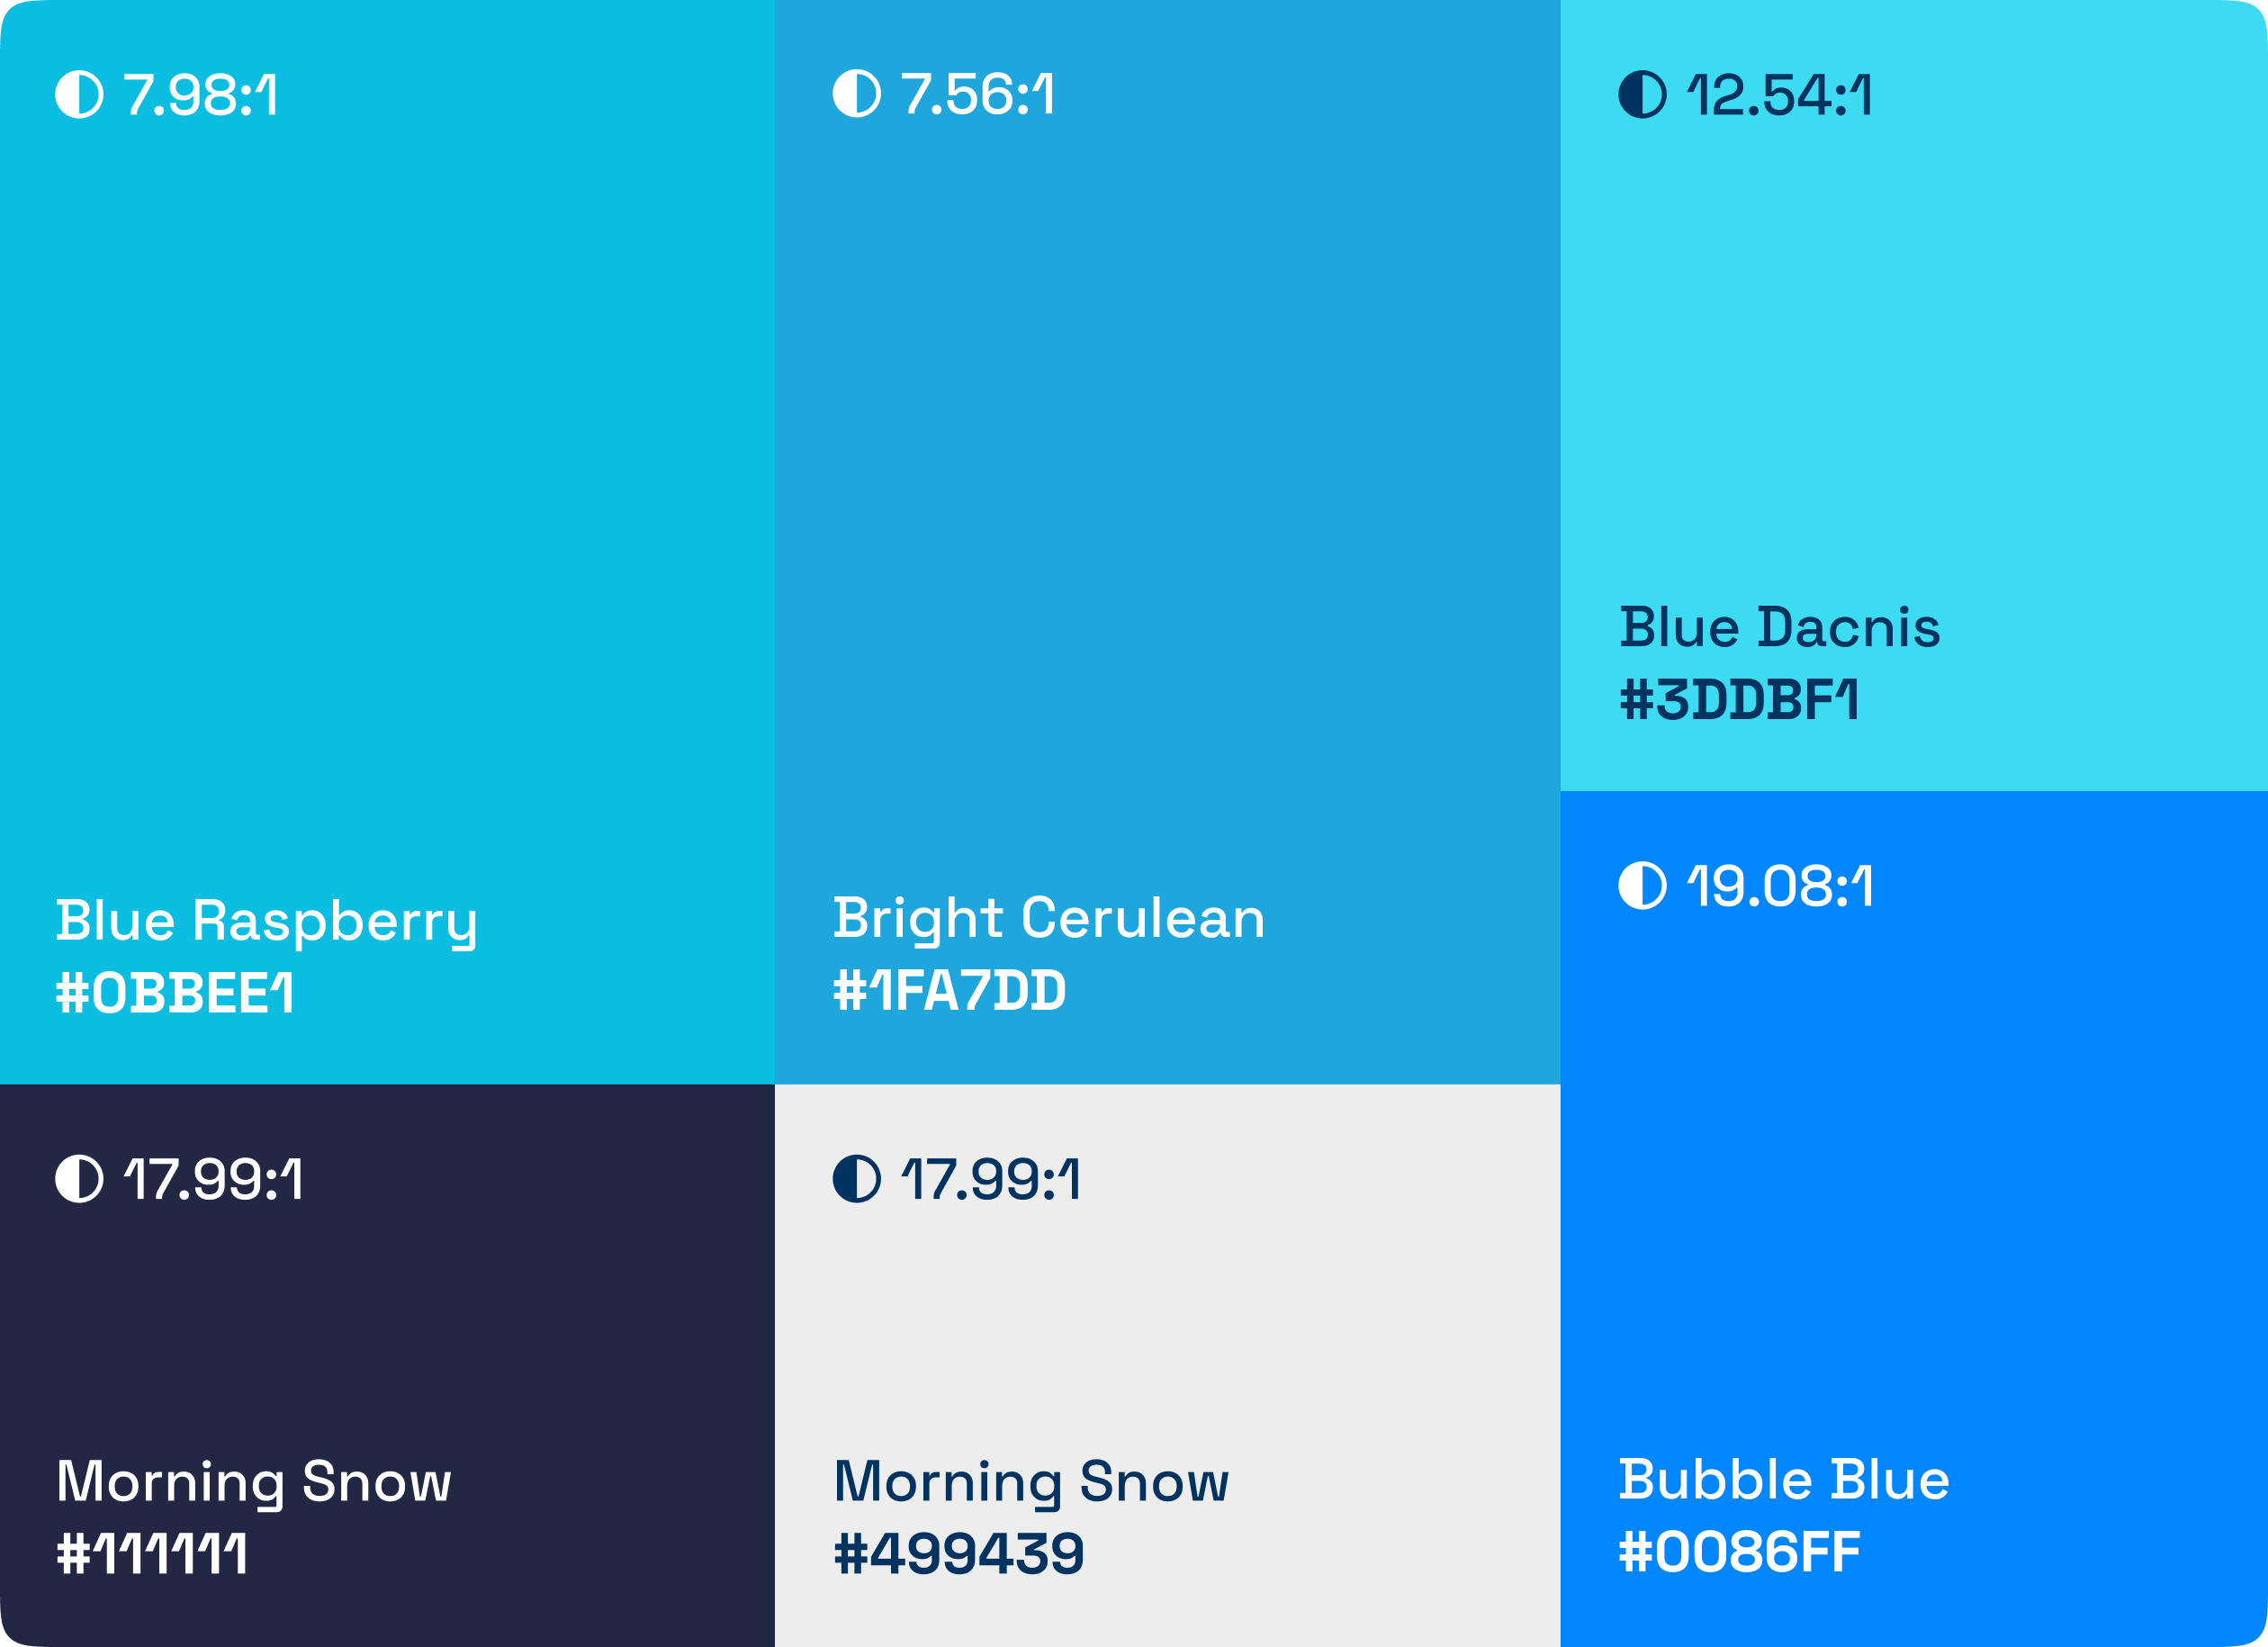 7.98:1
Blue Raspberry
#0BBEE1
7.56:1
Bright Cerulean
#1FA7DD
12.54:1
Blue Dacnis
#3DDBF1
19.08:1
Bubble Blue
#0086FF
17.99:1
Morning Snow
#111111
17.99:1
Morning Snow
#499439